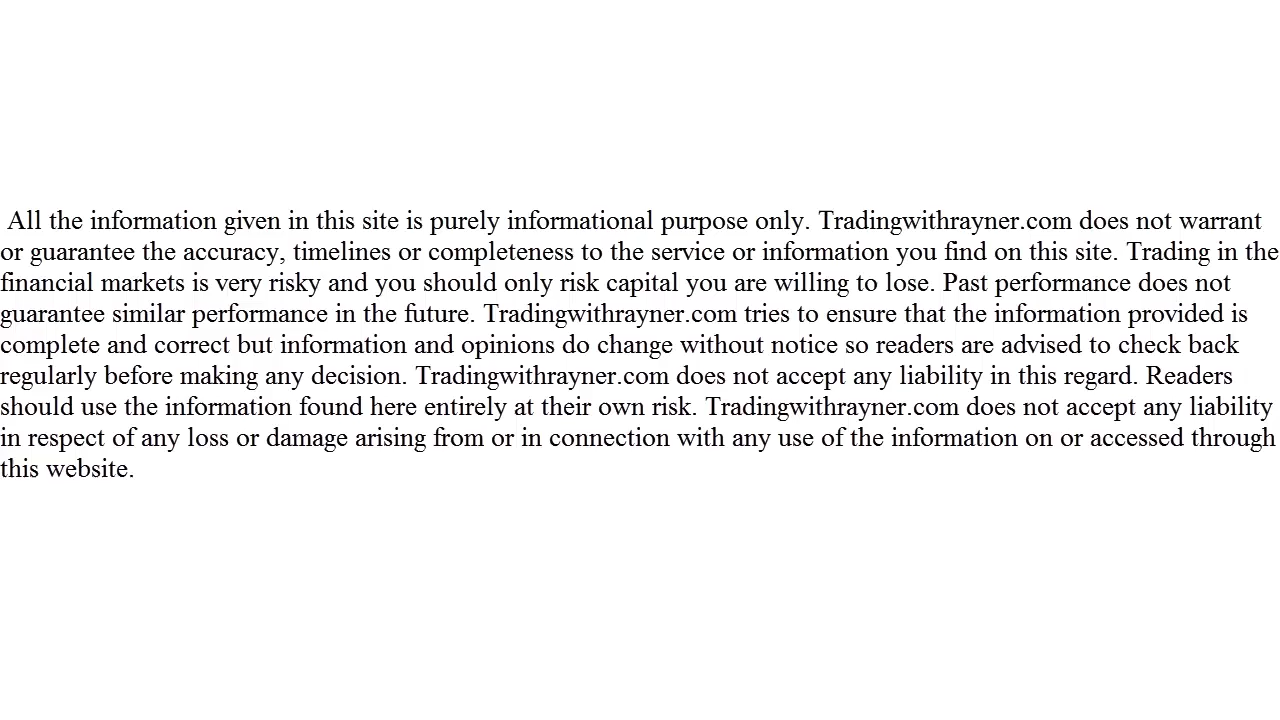 All the information given in this site is purely informational purpose only. Tradingwithrayner.com does not warrant
or guarantee the accuracy, timelines or completeness to the service or information you find on this site. Trading in the
financial markets is very risky and you should only risk capital you are willing to lose. Past performance does not
guarantee similar performance in the future. Tradingwithrayner.com tries to ensure that the information provided is
complete and correct but information and opinions do change without notice so readers are advised to check back
regularly before making any decision. Tradingwithrayner.com does not accept any liability in this regard. Readers
should use the information found here entirely at their own risk. Tradingwithrayner.com does not accept any liability
in respect of any loss or damage arising from or in connection with any use of the information on or accessed through
this website.